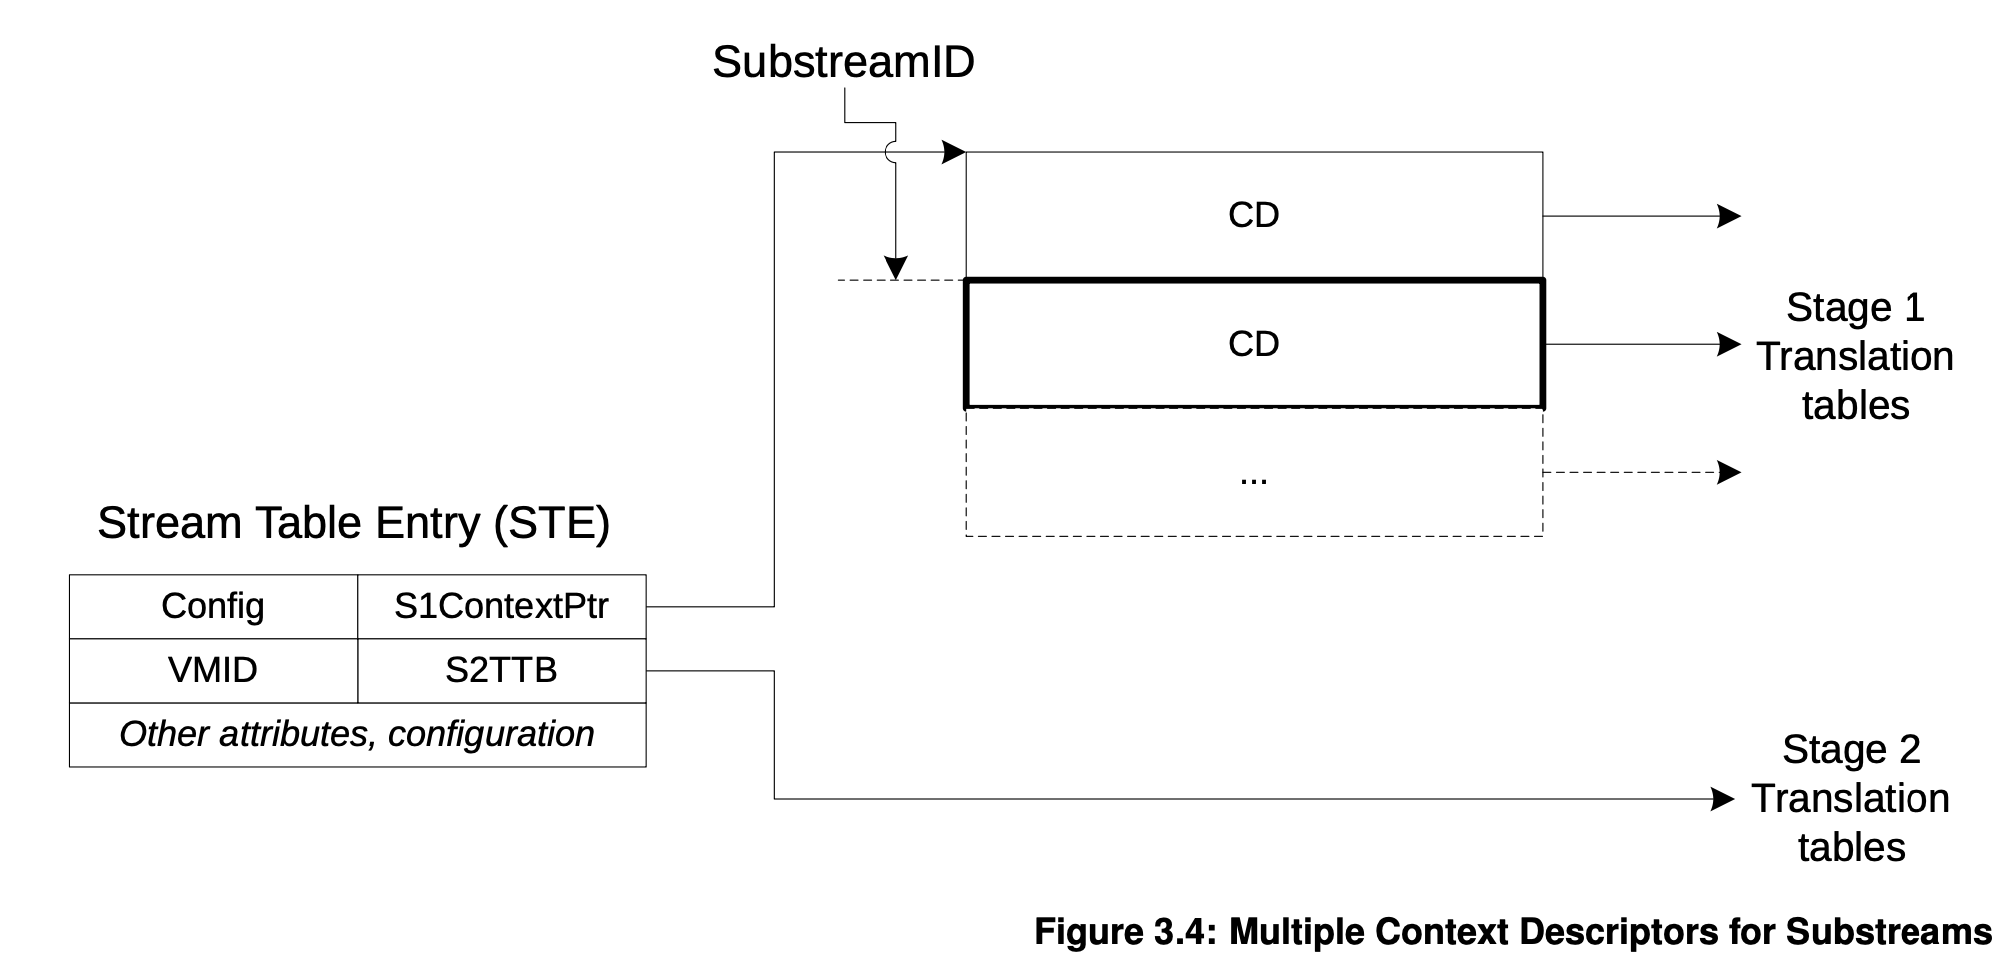 SubstreamID
CD
CD
Stage 1
Translation
tables
...
Stream Table Entry (STE)
Config S1ContextPtr
VMID S2TTB
Other attributes, configuration
Stage 2
Translation
tables
Figure 3.4: Multiple Context Descriptors for Substreams